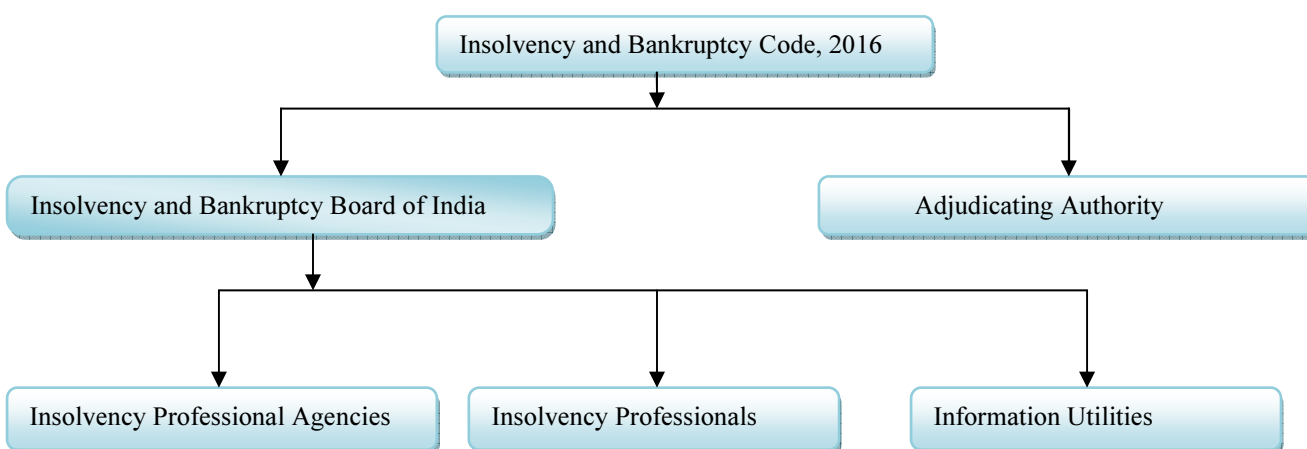 Insolvency and Bankruptcy Code, 2016
Insolvency and Bankruptcy Board of India
Adjudicating Authority
Insolvency Professional Agencies
Insolvency Professionals
Information Utilities